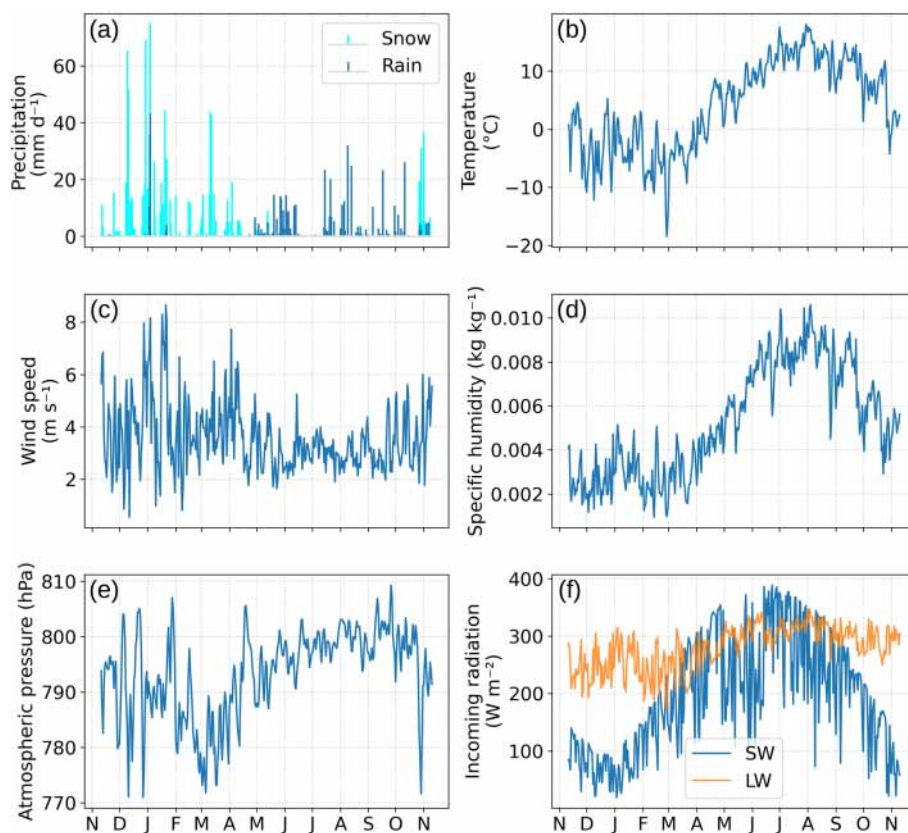 (a)
Snow
Rain
Precipitation
(mm d⁻¹)
60
40
20
0
(b)
Temperature
(°C)
10
0
−10
−20
(c)
Wind speed
(m s⁻¹)
8
6
4
2
(d)
Specific humidity (kg kg⁻¹)
0.010
0.008
0.006
0.004
0.002
(e)
Atmospheric pressure (hPa)
810
800
790
780
770
N D J F M A M J J A S O N
(f)
Incoming radiation
(W m⁻²)
400
300
200
100
SW
LW
N D J F M A M J J A S O N